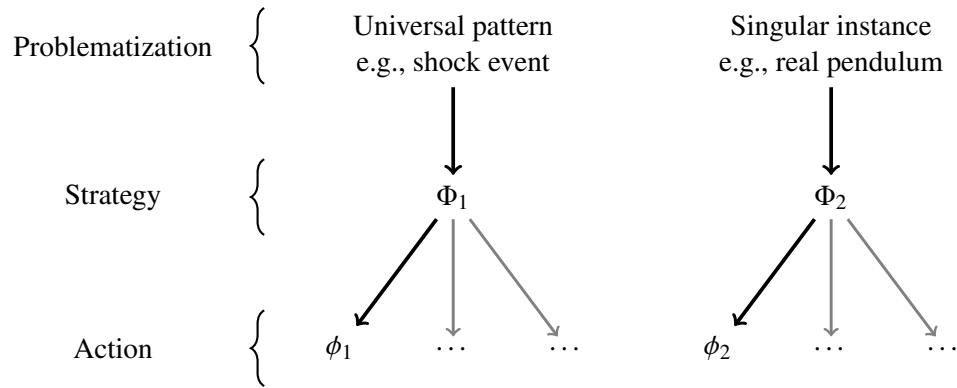 Problematization
Universal pattern
e.g., shock event
Singular instance
e.g., real pendulum
Strategy
Φ1
Φ2
Action
ϕ1
...
...
ϕ2
...
...